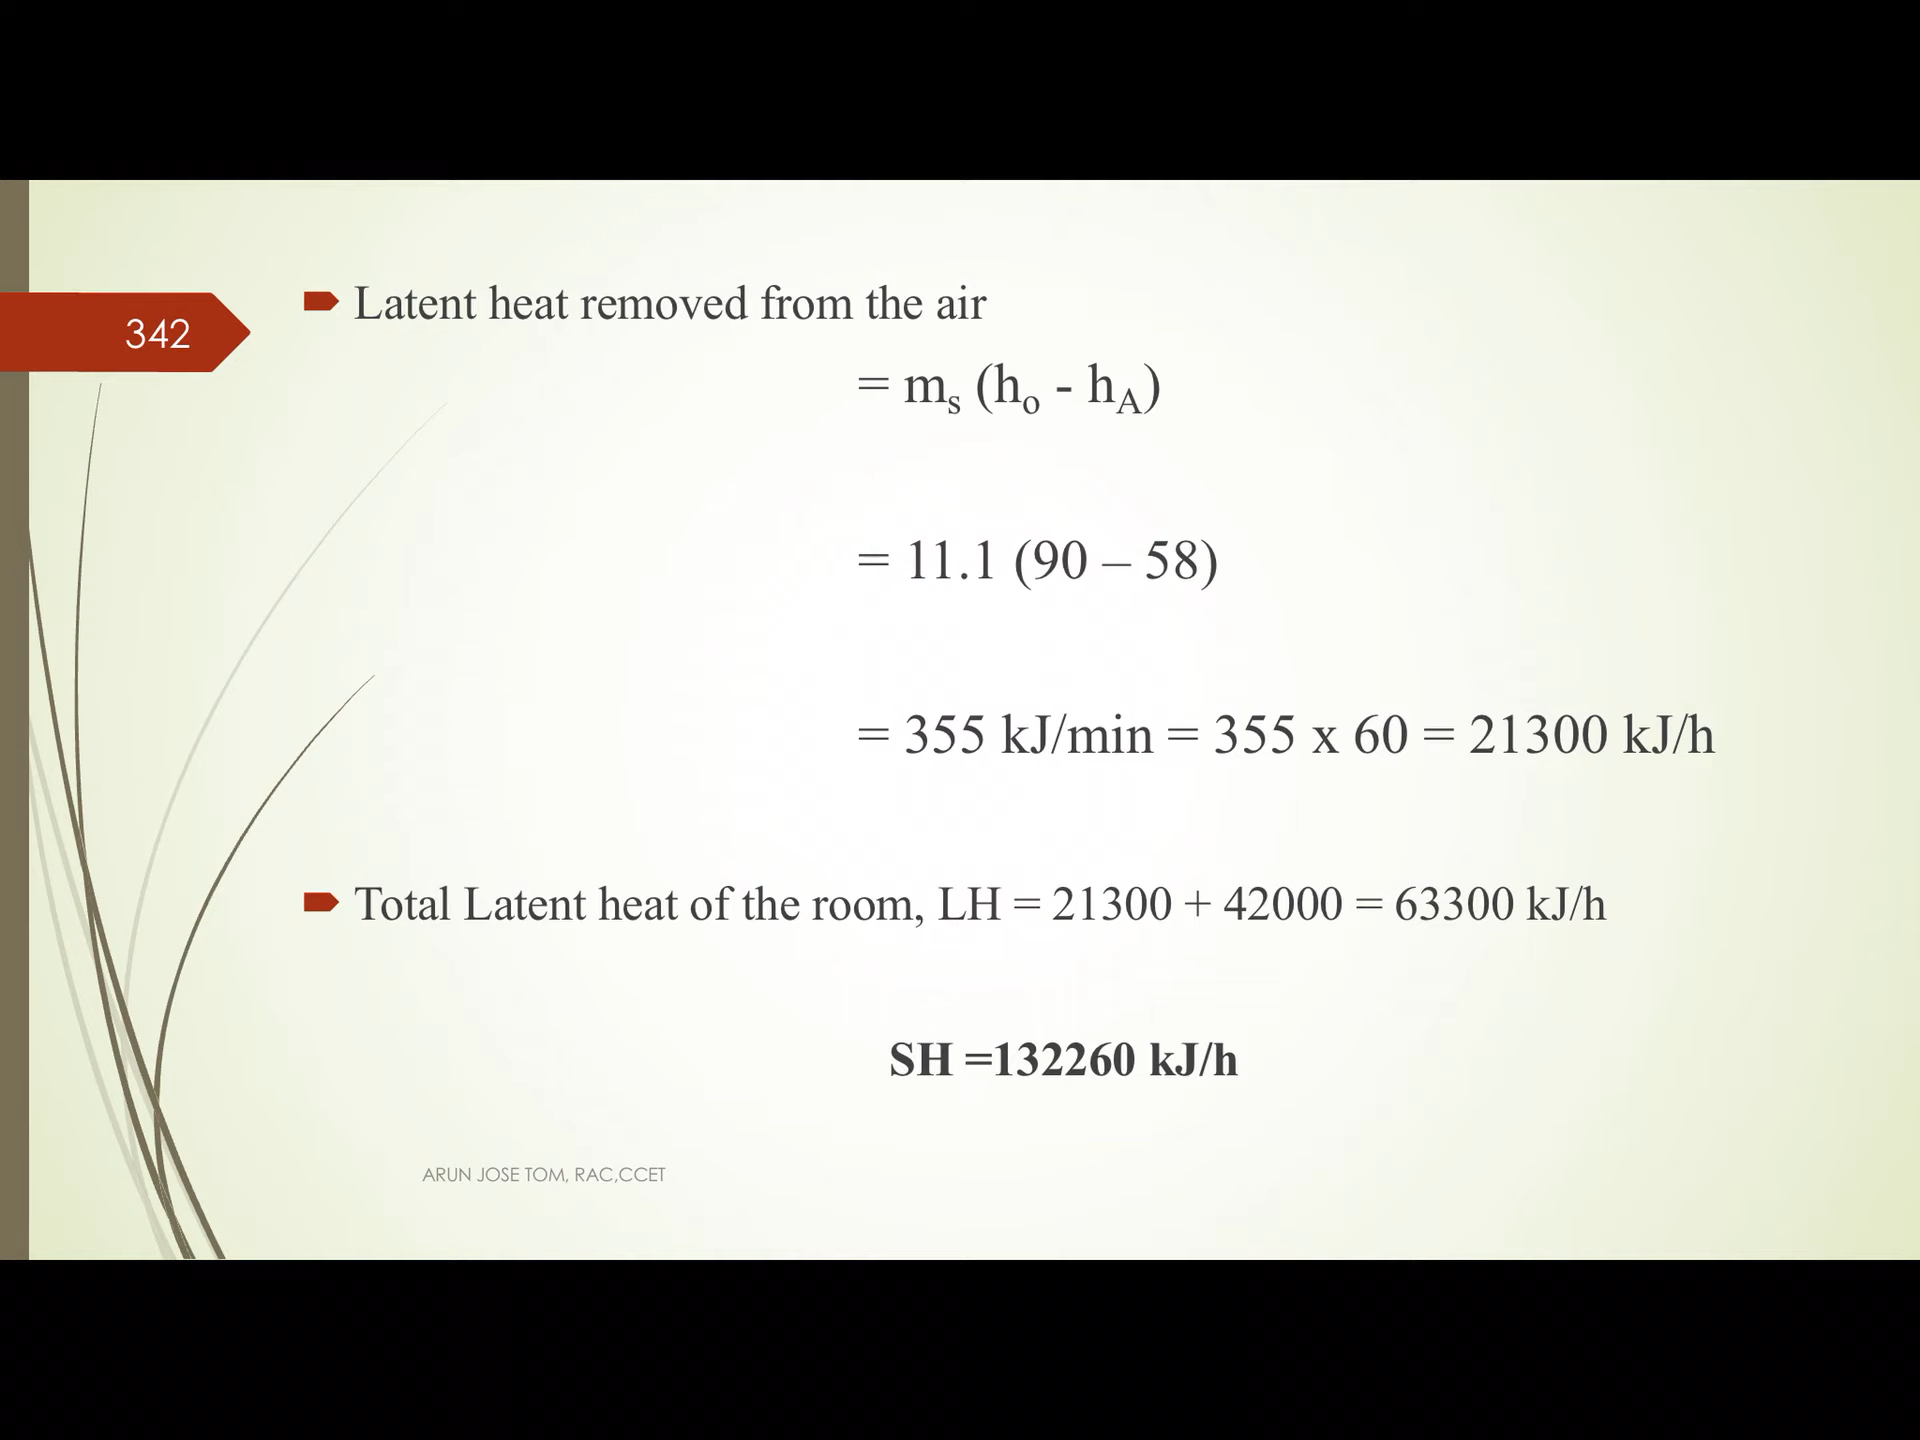 342
Latent heat removed from the air
= mₛ (hₒ - h_A)
= 11.1 (90 – 58)
= 355 kJ/min = 355 x 60 = 21300 kJ/h
Total Latent heat of the room, LH = 21300 + 42000 = 63300 kJ/h
SH =132260 kJ/h
ARUN JOSE TOM, RAC,CCET